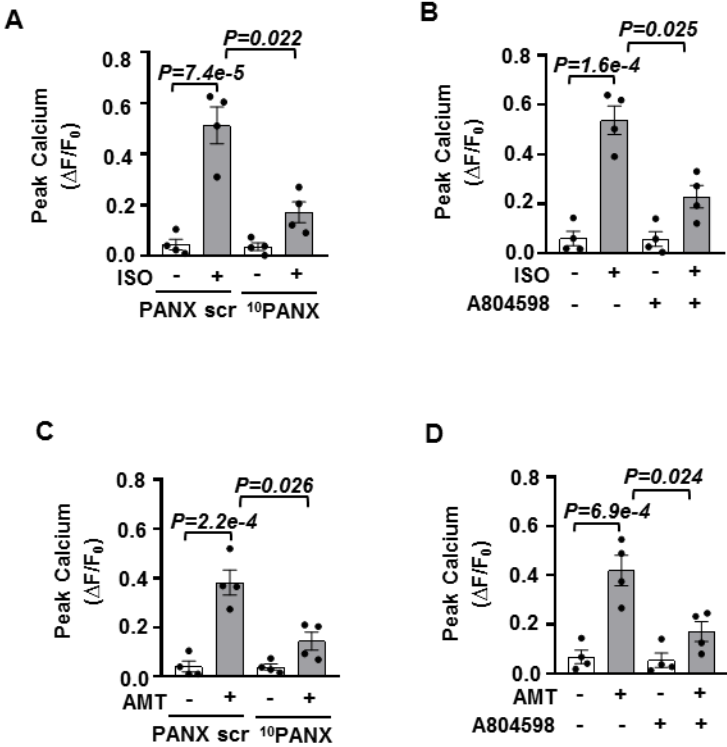 A
Peak Calcium
(ΔF/F0)
0.8
0.6
0.4
0.2
0.0
P=7.4e-5
P=0.022
ISO - + - +
PANX scr 10PANX
B
Peak Calcium
(ΔF/F0)
0.8
0.6
0.4
0.2
0.0
P=1.6e-4
P=0.025
ISO - + - +
A804598 - - + +
C
Peak Calcium
(ΔF/F0)
0.8
0.6
0.4
0.2
0.0
P=2.2e-4
P=0.026
AMT - + - +
PANX scr 10PANX
D
Peak Calcium
(ΔF/F0)
0.8
0.6
0.4
0.2
0.0
P=6.9e-4
P=0.024
AMT - + - +
A804598 - - + +